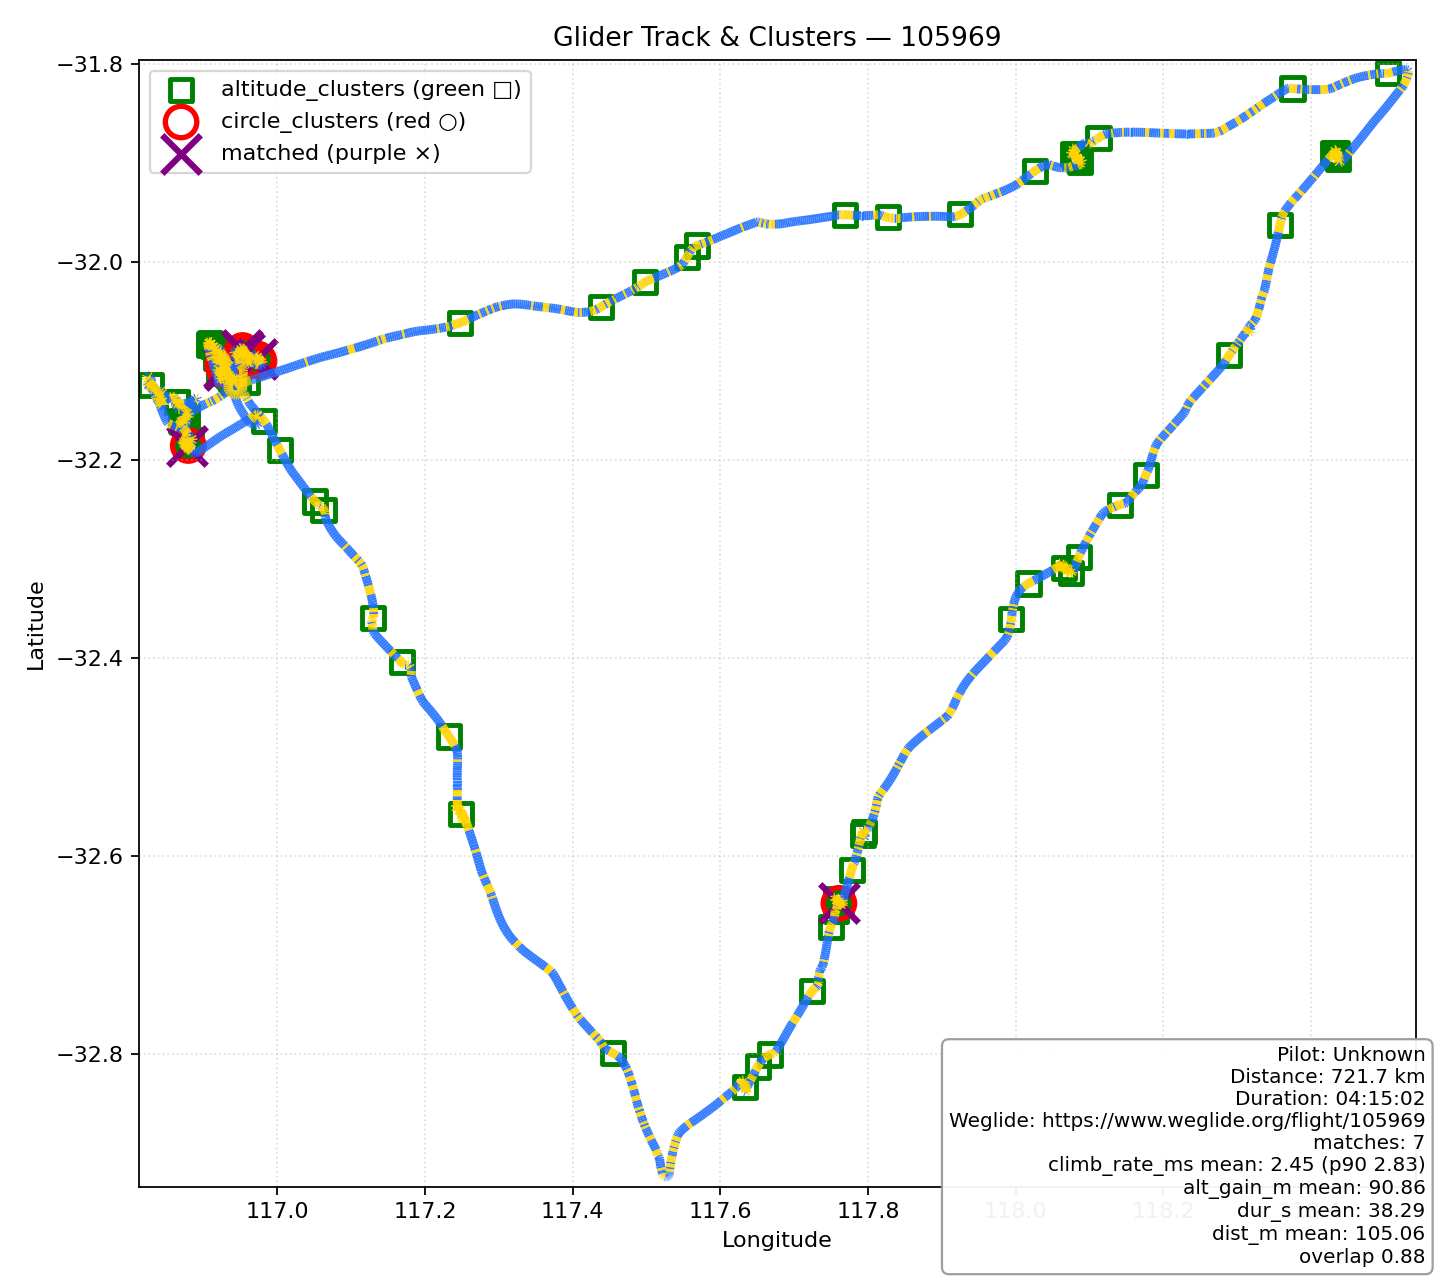 Glider Track & Clusters — 105969
altitude_clusters (green □)
circle_clusters (red ○)
matched (purple ×)
−31.8
−32.0
−32.2
−32.4
−32.6
−32.8
Latitude
117.0
117.2
117.4
117.6
117.8
118.0
118.2
Longitude
Pilot: Unknown
Distance: 721.7 km
Duration: 04:15:02
Weglide: https://www.weglide.org/flight/105969
matches: 7
climb_rate_ms mean: 2.45 (p90 2.83)
alt_gain_m mean: 90.86
dur_s mean: 38.29
dist_m mean: 105.06
overlap 0.88